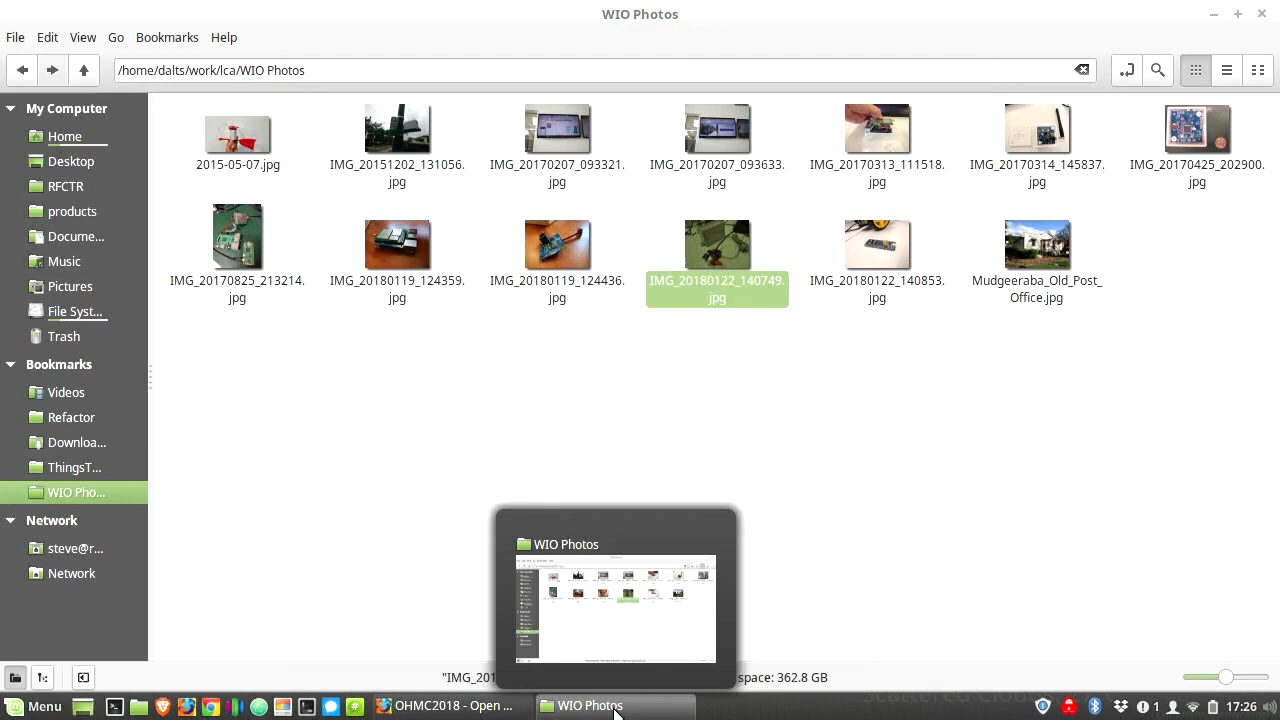 WIO Photos
File Edit View Go Bookmarks Help
/home/dalts/work/lca/WIO Photos
My Computer
Home
Desktop
RFCTR
products
Docume...
Music
Pictures
File Syst...
Trash
Bookmarks
Videos
Refactor
Downloa...
ThingsT...
WIO Pho...
Network
steve@r...
Network
2015-05-07.jpg
IMG_20151202_131056.
jpg
IMG_20170207_093321.
jpg
IMG_20170207_093633.
jpg
IMG_20170313_111518.
jpg
IMG_20170314_145837.
jpg
IMG_20170425_202900.
jpg
IMG_20170825_213214.
jpg
IMG_20180119_124359.
jpg
IMG_20180119_124436.
jpg
IMG_20180122_140749.
jpg
IMG_20180122_140853.
jpg
Mudgeeraba_Old_Post_
Office.jpg
WIO Photos
"IMG_201 space: 362.8 GB
Menu OHMC2018 - Open ... WIO Photos 1 17:26